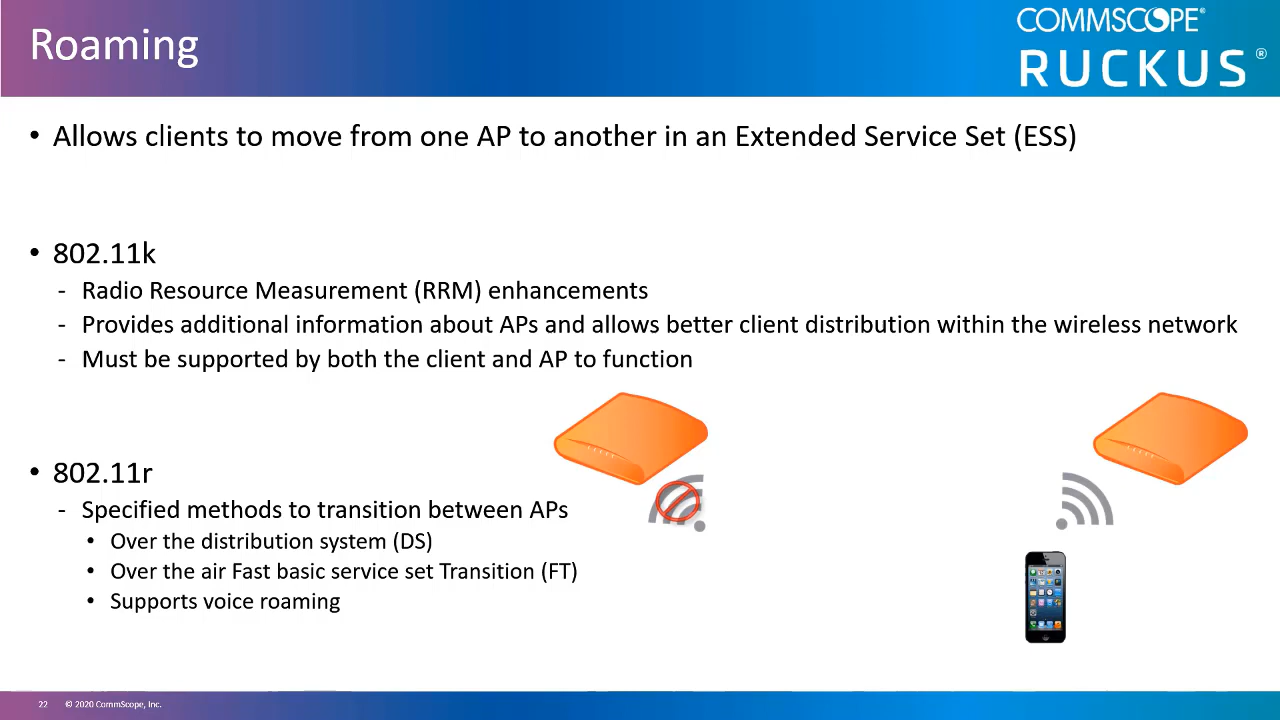 Roaming
COMMSCOPE®
RUCKUS®
• Allows clients to move from one AP to another in an Extended Service Set (ESS)
• 802.11k
- Radio Resource Measurement (RRM) enhancements
- Provides additional information about APs and allows better client distribution within the wireless network
- Must be supported by both the client and AP to function
• 802.11r
- Specified methods to transition between APs
• Over the distribution system (DS)
• Over the air Fast basic service set Transition (FT)
• Supports voice roaming
22 © 2020 CommScope, Inc.